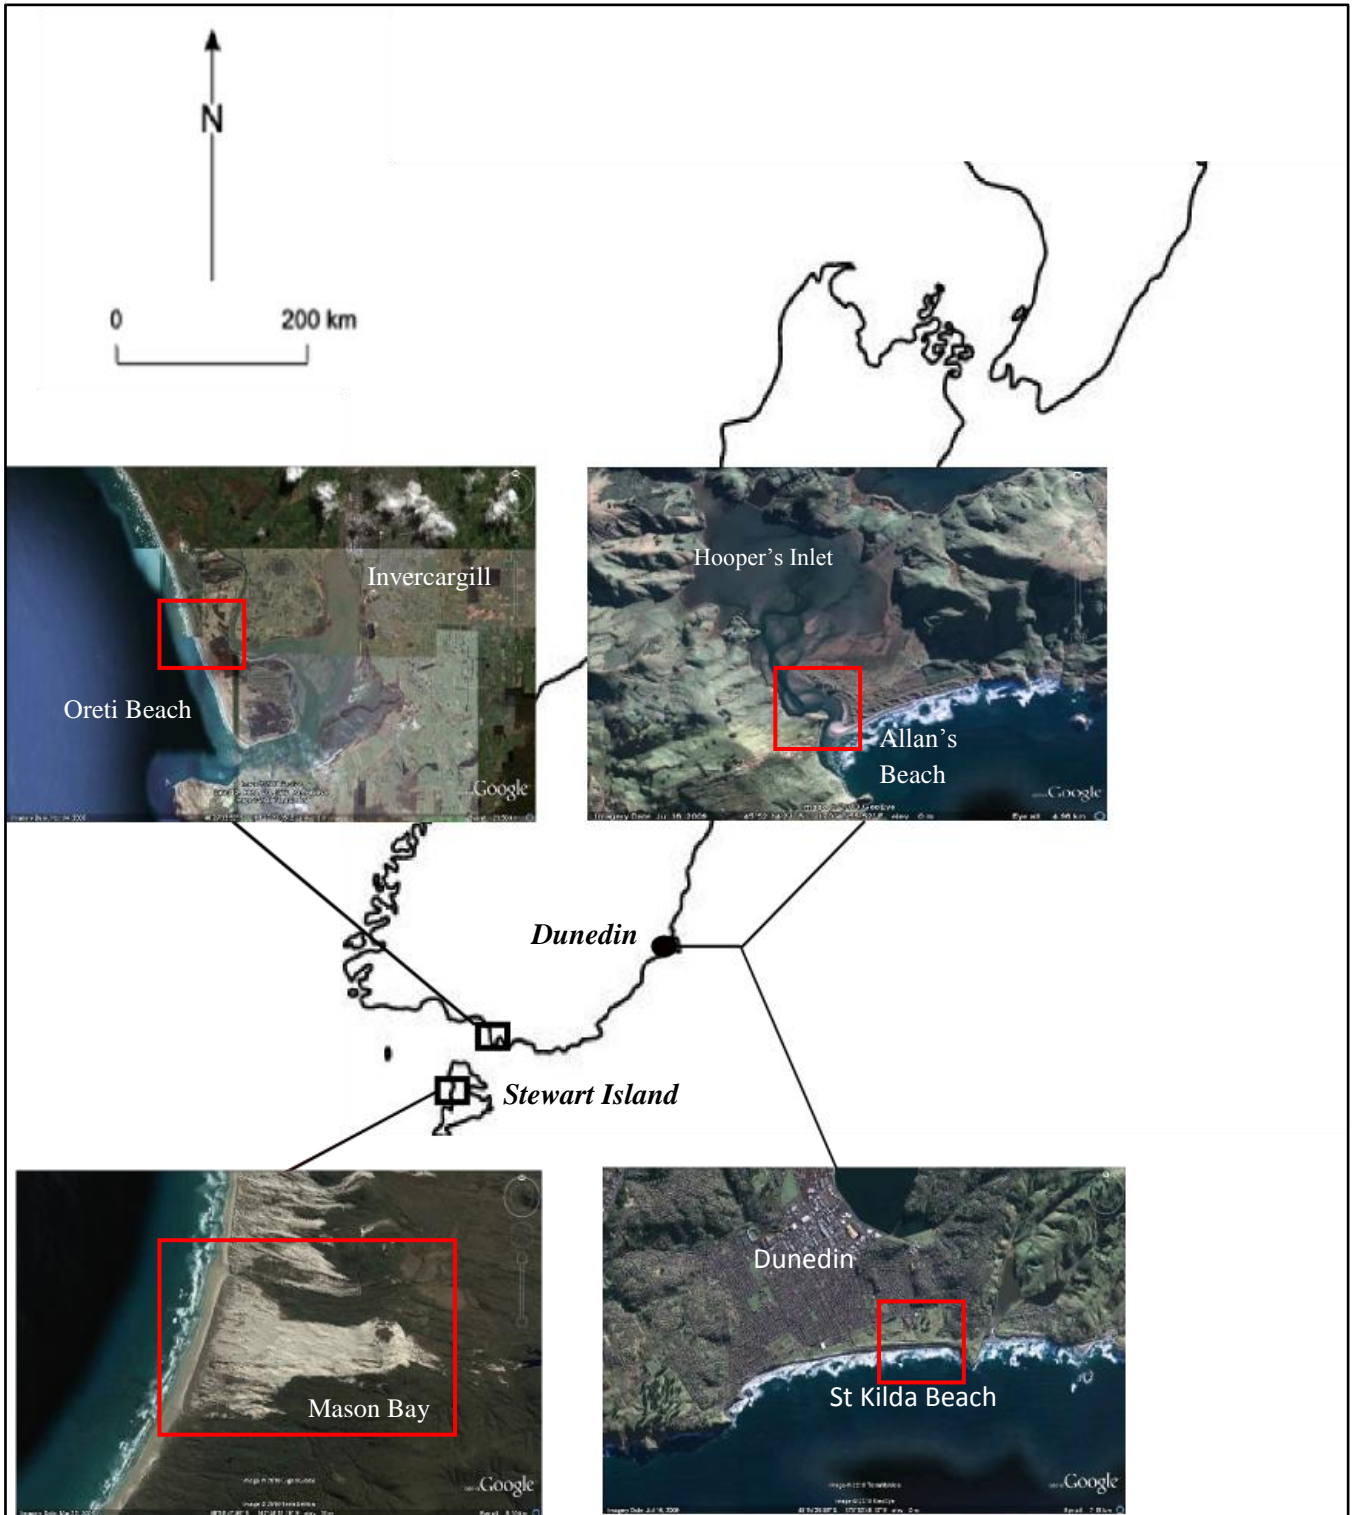 N
0 200 km
Invercargill
Oreti Beach
Google
Hooper's Inlet
Allan's
Beach
Google
Dunedin
Stewart Island
Mason Bay
Google
Dunedin
St Kilda Beach
Google